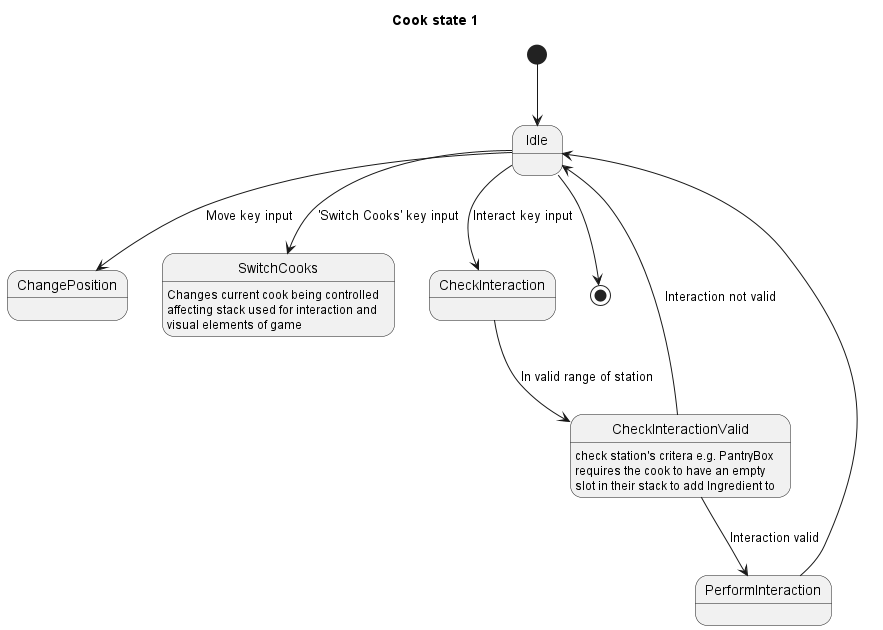 Cook state 1
Idle
Move key input
'Switch Cooks' key input
Interact key input
ChangePosition
SwitchCooks
Changes current cook being controlled
affecting stack used for interaction and
visual elements of game
CheckInteraction
Interaction not valid
In valid range of station
CheckInteractionValid
check station's critera e.g. PantryBox
requires the cook to have an empty
slot in their stack to add Ingredient to
Interaction valid
PerformInteraction